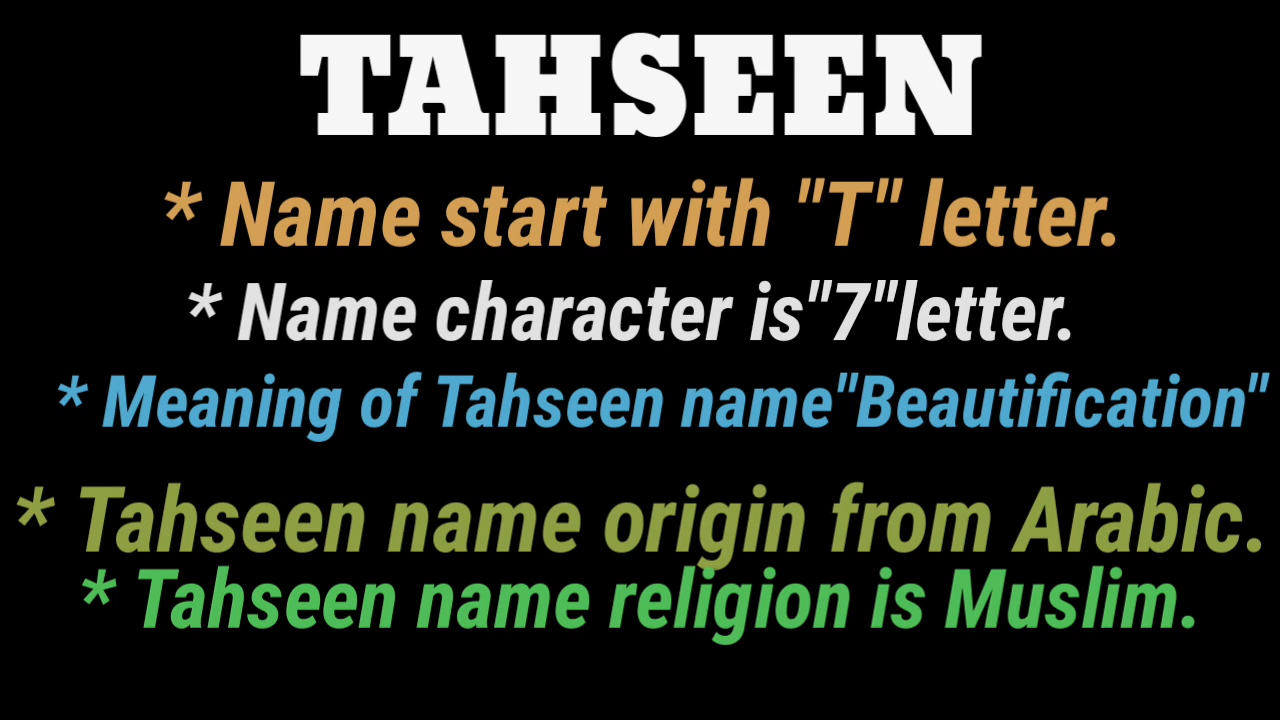 TAHSEEN
* Name start with "T" letter.
* Name character is"7"letter.
* Meaning of Tahseen name"Beautification"
* Tahseen name origin from Arabic.
* Tahseen name religion is Muslim.